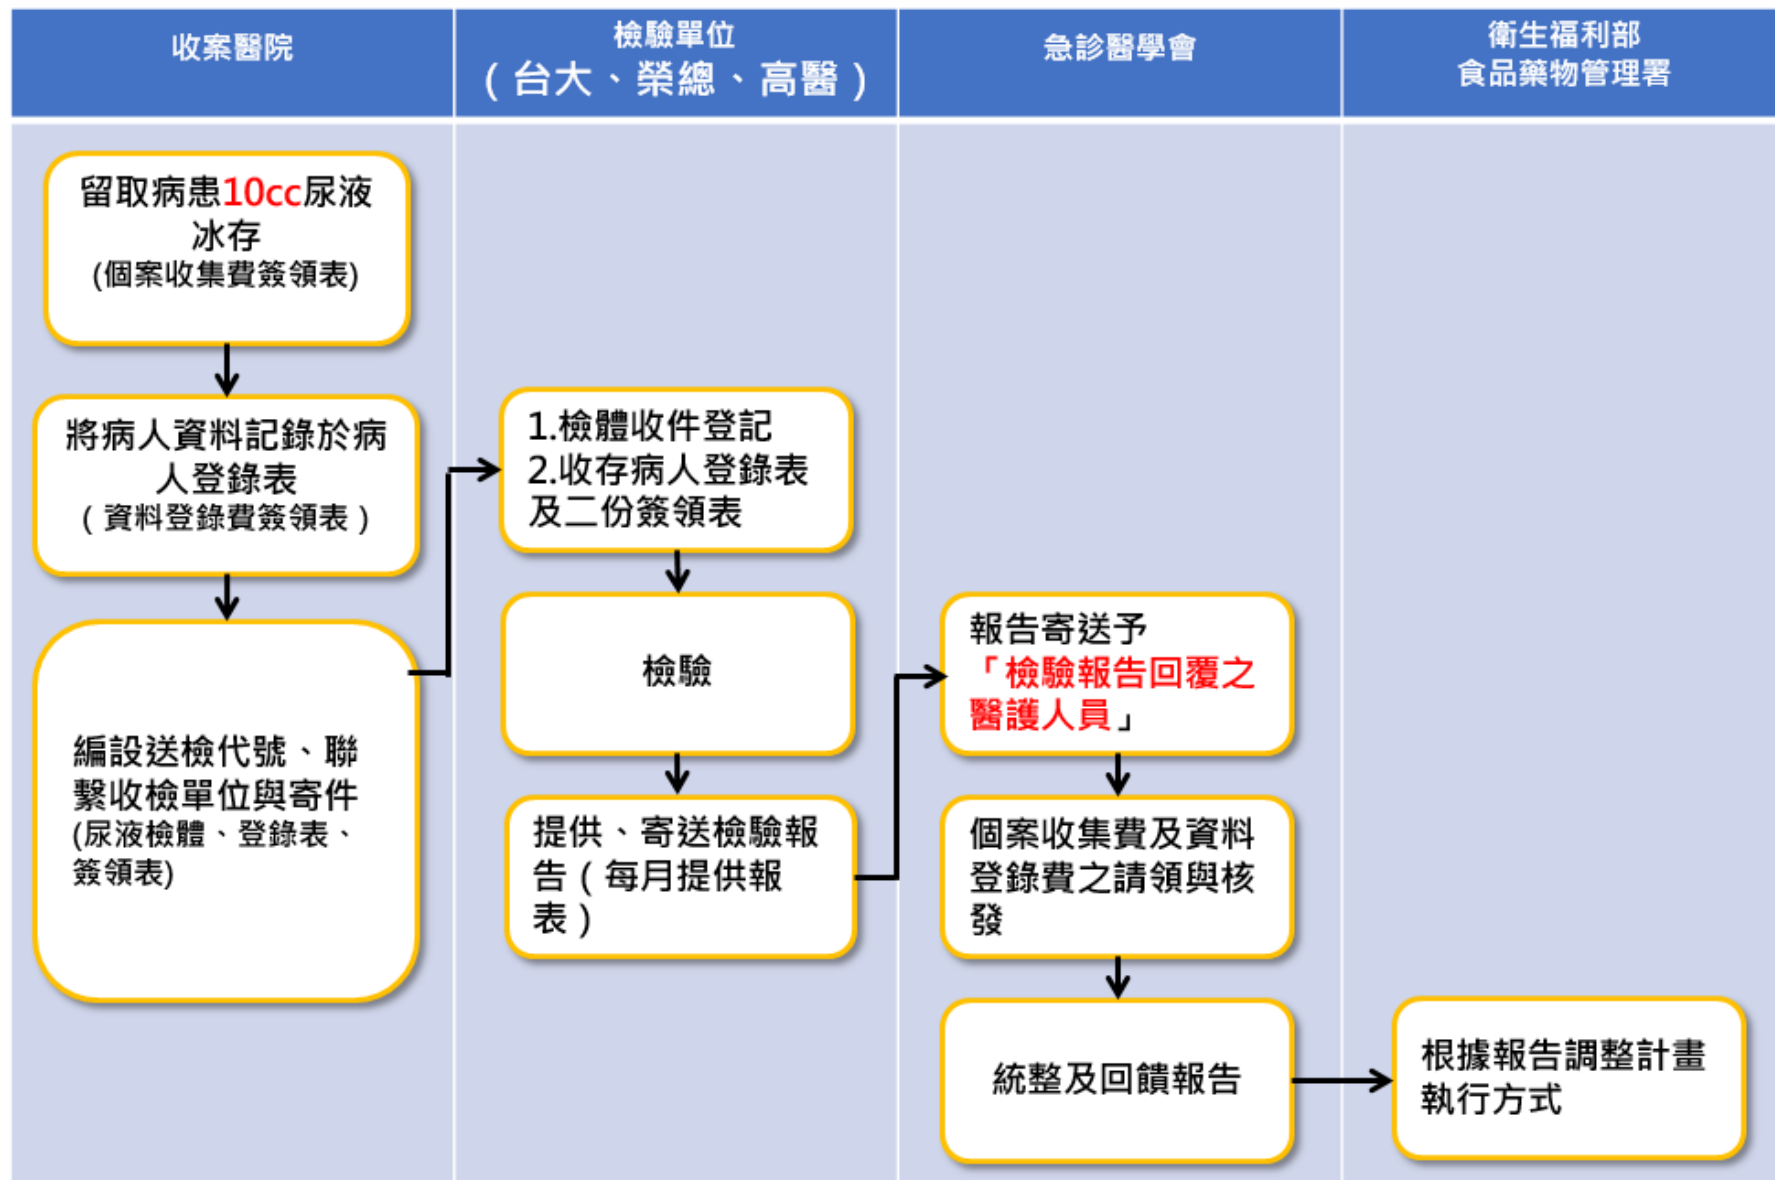 收案醫院
檢驗單位
（台大、榮總、高醫）
急診醫學會
衛生福利部
食品藥物管理署
留取病患10cc尿液
冰存
(個案收集費簽領表)
將病人資料記錄於病
人登錄表
（資料登錄費簽領表）
編設送檢代號、聯
繫收檢單位與寄件
(尿液檢體、登錄表、
簽領表)
1.檢體收件登記
2.收存病人登錄表
及二份簽領表
檢驗
提供、寄送檢驗報
告（每月提供報
表）
報告寄送予
「檢驗報告回覆之
醫護人員」
個案收集費及資料
登錄費之請領與核
發
統整及回饋報告
根據報告調整計畫
執行方式